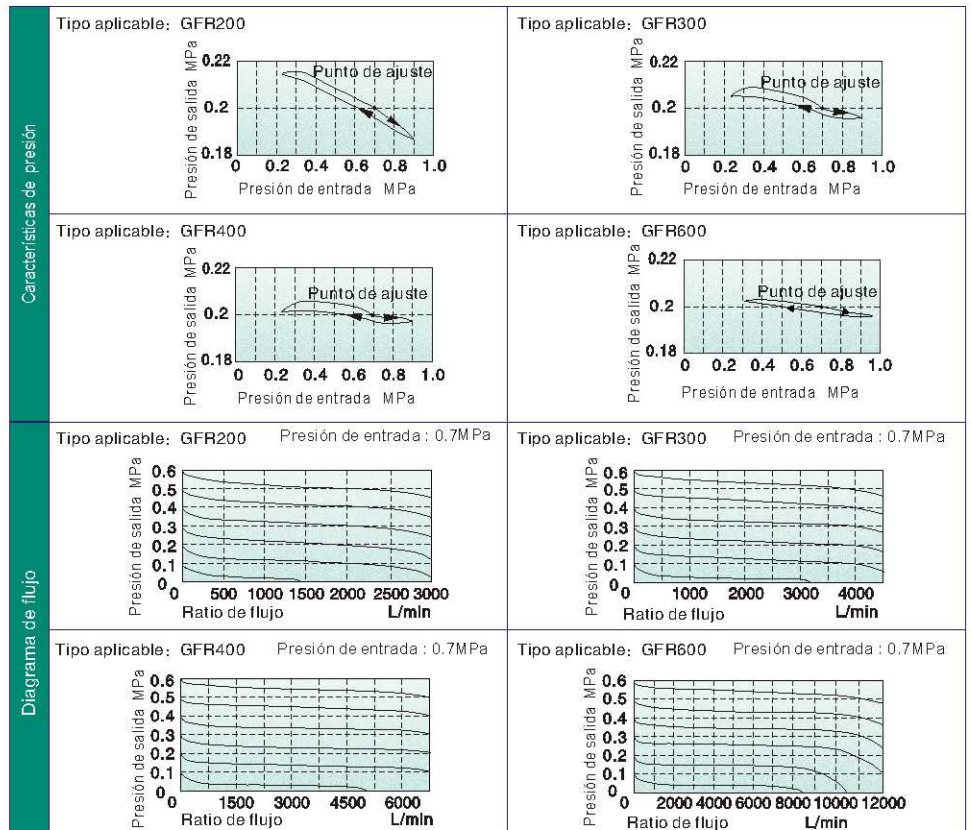 Características de presión
Tipo aplicable: GFR200
Presión de salida MPa
0.22
0.2
0.18
Punto de ajuste
0 0.2 0.4 0.6 0.8 1.0
Presión de entrada MPa
Tipo aplicable: GFR300
Presión de salida MPa
0.22
0.2
0.18
Punto de ajuste
0 0.2 0.4 0.6 0.8 1.0
Presión de entrada MPa
Tipo aplicable: GFR400
Presión de salida MPa
0.22
0.2
0.18
Punto de ajuste
0 0.2 0.4 0.6 0.8 1.0
Presión de entrada MPa
Tipo aplicable: GFR600
Presión de salida MPa
0.22
0.2
0.18
Punto de ajuste
0 0.2 0.4 0.6 0.8 1.0
Presión de entrada MPa
Diagrama de flujo
Tipo aplicable: GFR200 Presión de entrada : 0.7MPa
Presión de salida MPa
0.6
0.5
0.4
0.3
0.2
0.1
0
0 500 1000 1500 2000 2500 3000
Ratio de flujo L/min
Tipo aplicable: GFR300 Presión de entrada : 0.7MPa
Presión de salida MPa
0.6
0.5
0.4
0.3
0.2
0.1
0
1000 2000 3000 4000
Ratio de flujo L/min
Tipo aplicable: GFR400 Presión de entrada : 0.7MPa
Presión de salida MPa
0.6
0.5
0.4
0.3
0.2
0.1
0 1500 3000 4500 6000
Ratio de flujo L/min
Tipo aplicable: GFR600 Presión de entrada : 0.7MPa
Presión de salida MPa
0.6
0.5
0.4
0.3
0.2
0.1
0 2000 4000 6000 8000 10000 12000
Ratio de flujo L/min